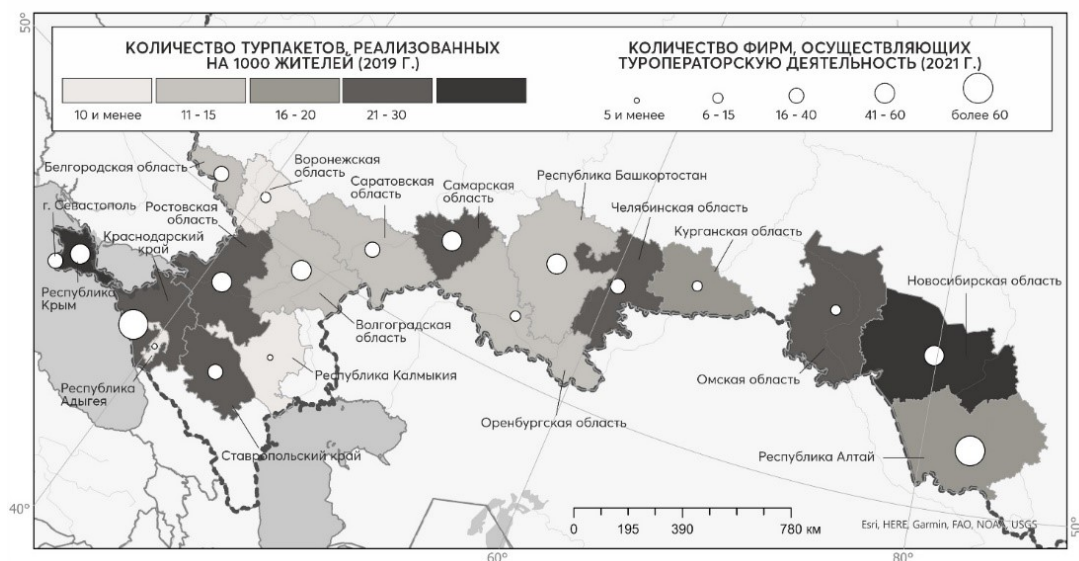 50°
КОЛИЧЕСТВО ТУРПАКЕТОВ, РЕАЛИЗОВАННЫХ
НА 1000 ЖИТЕЛЕЙ (2019 Г.)
10 и менее
11 - 15
16 - 20
21 - 30
КОЛИЧЕСТВО ФИРМ, ОСУЩЕСТВЛЯЮЩИХ
ТУРОПЕРАТОРСКУЮ ДЕЯТЕЛЬНОСТЬ (2021 Г.)
5 и менее
6 - 15
16 - 40
41 - 60
более 60
Белгородская область
Воронежская
область
г. Севастополь
Ростовская
область
Саратовская
область
Самарская
область
Республика Башкортостан
Челябинская область
Краснодарский
край
Курганская область
Новосибирская область
Республика
Крым
Волгоградская
область
Республика Калмыкия
Республика
Адыгея
Омская область
Оренбургская область
Ставропольский край
Республика Алтай
0
195
390
780 км
Esri, HERE, Garmin, FAO, NOAA, USGS
40°
60°
80°
50°